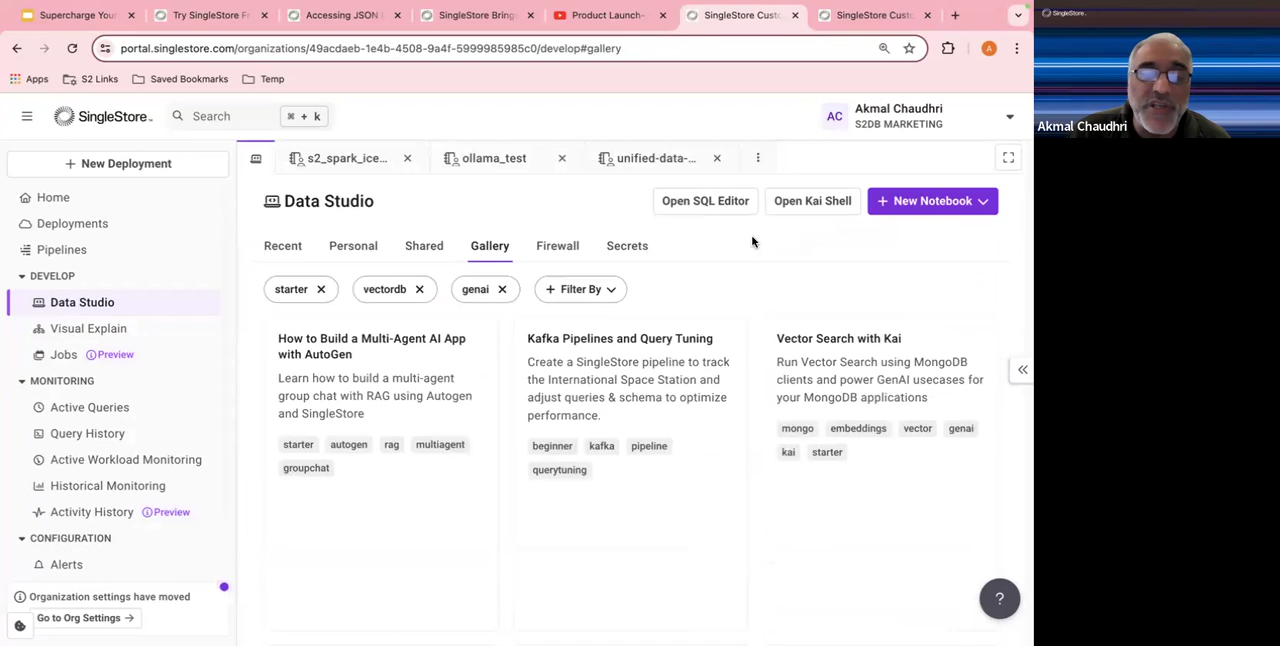 Supercharge Your
Try SingleStore Fr
Accessing JSON
SingleStore Bring
Product Launch-
SingleStore Custo
SingleStore Custo
portal.singlestore.com/organizations/49acdaeb-1e4b-4508-9a4f-5999985985c0/develop#gallery
A
Apps
S2 Links
Saved Bookmarks
Temp
SingleStore
Search
⌘ + k
AC
Akmal Chaudhri
S2DB MARKETING
+ New Deployment
Home
Deployments
Pipelines
DEVELOP
Data Studio
Visual Explain
Jobs
Preview
MONITORING
Active Queries
Query History
Active Workload Monitoring
Historical Monitoring
Activity History
Preview
CONFIGURATION
Alerts
Organization settings have moved
Go to Org Settings →
s2_spark_ice...
ollama_test
unified-data-...
Data Studio
Open SQL Editor
Open Kai Shell
+ New Notebook
Recent
Personal
Shared
Gallery
Firewall
Secrets
starter
vectordb
genai
+ Filter By
How to Build a Multi-Agent AI App
with AutoGen
Learn how to build a multi-agent
group chat with RAG using Autogen
and SingleStore
starter
autogen
rag
multiagent
groupchat
Kafka Pipelines and Query Tuning
Create a SingleStore pipeline to track
the International Space Station and
adjust queries & schema to optimize
performance.
beginner
kafka
pipeline
querytuning
Vector Search with Kai
Run Vector Search using MongoDB
clients and power GenAI usecases for
your MongoDB applications
mongo
embeddings
vector
genai
kai
starter
?
SingleStore
Akmal Chaudhri